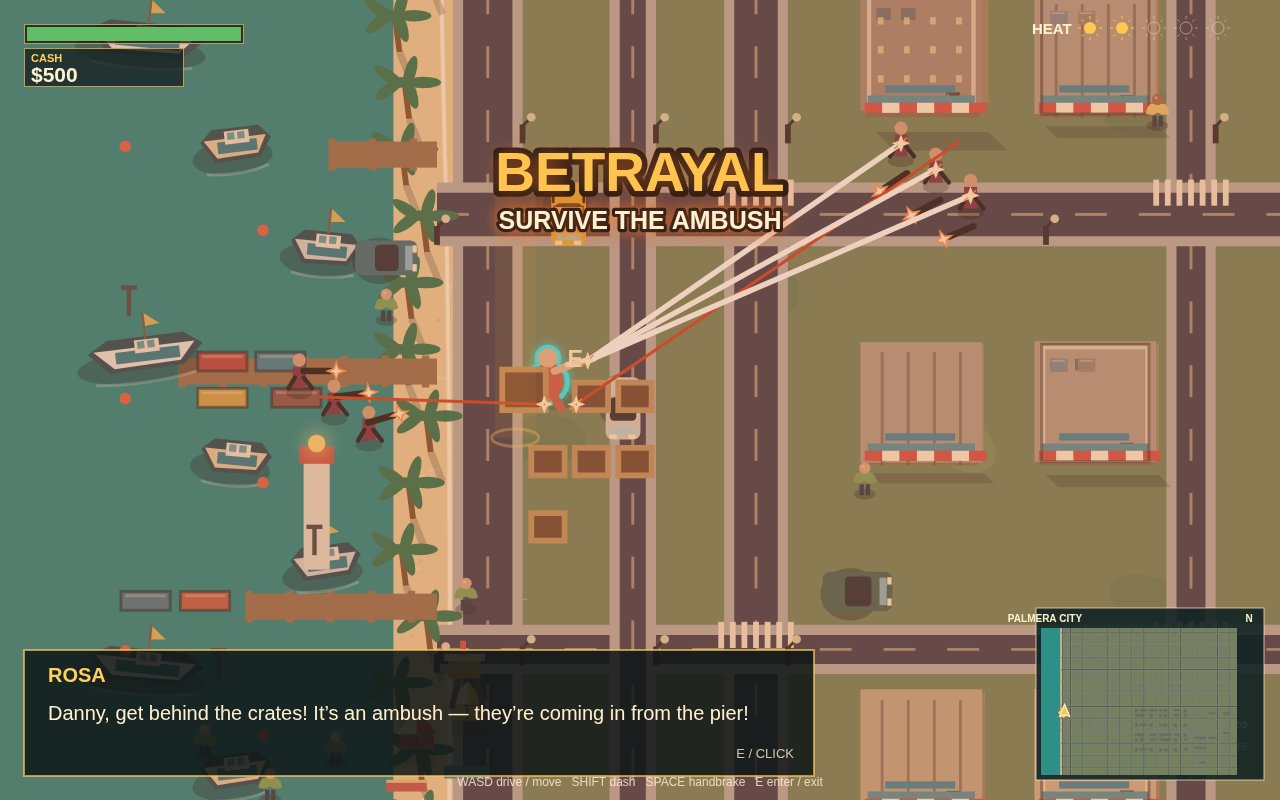 CASH
$500
HEAT
BETRAYAL
SURVIVE THE AMBUSH
E
PALMERA CITY
N
ROSA
Danny, get behind the crates! It’s an ambush — they’re coming in from the pier!
E / CLICK
WASD drive / move SHIFT dash SPACE handbrake E enter / exit